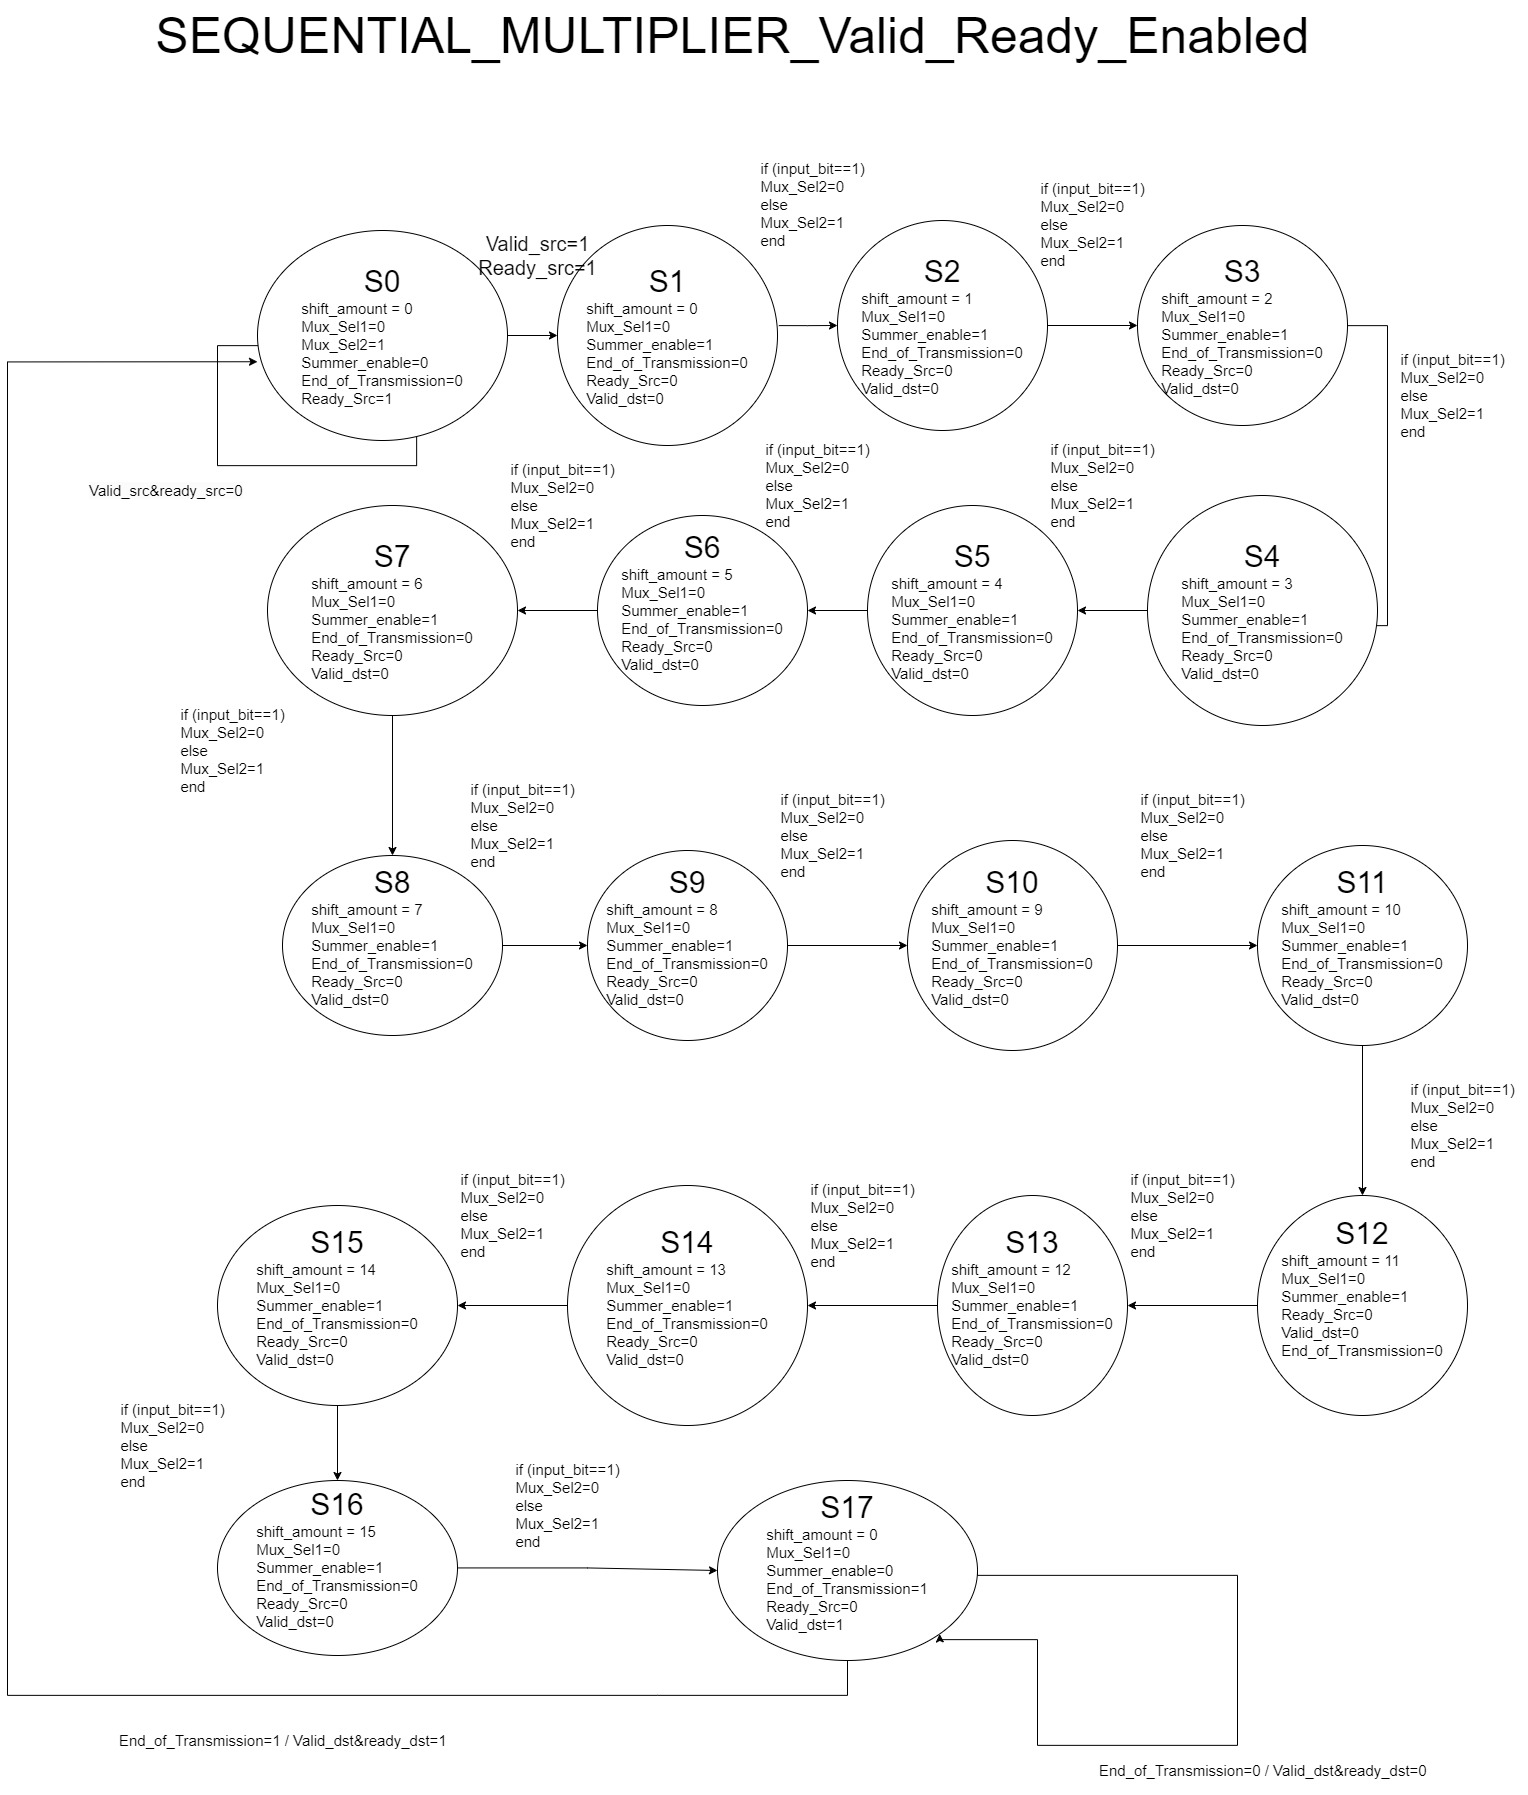 SEQUENTIAL_MULTIPLIER_Valid_Ready_Enabled
S0
shift_amount = 0
Mux_Sel1=0
Mux_Sel2=1
Summer_enable=0
End_of_Transmission=0
Ready_Src=1
Valid_src&ready_src=0
Valid_src=1
Ready_src=1
S1
shift_amount = 0
Mux_Sel1=0
Summer_enable=1
End_of_Transmission=0
Ready_Src=0
Valid_dst=0
if (input_bit==1)
Mux_Sel2=0
else
Mux_Sel2=1
end
S2
shift_amount = 1
Mux_Sel1=0
Summer_enable=1
End_of_Transmission=0
Ready_Src=0
Valid_dst=0
if (input_bit==1)
Mux_Sel2=0
else
Mux_Sel2=1
end
S3
shift_amount = 2
Mux_Sel1=0
Summer_enable=1
End_of_Transmission=0
Ready_Src=0
Valid_dst=0
if (input_bit==1)
Mux_Sel2=0
else
Mux_Sel2=1
end
S4
shift_amount = 3
Mux_Sel1=0
Summer_enable=1
End_of_Transmission=0
Ready_Src=0
Valid_dst=0
if (input_bit==1)
Mux_Sel2=0
else
Mux_Sel2=1
end
S5
shift_amount = 4
Mux_Sel1=0
Summer_enable=1
End_of_Transmission=0
Ready_Src=0
Valid_dst=0
if (input_bit==1)
Mux_Sel2=0
else
Mux_Sel2=1
end
S6
shift_amount = 5
Mux_Sel1=0
Summer_enable=1
End_of_Transmission=0
Ready_Src=0
Valid_dst=0
if (input_bit==1)
Mux_Sel2=0
else
Mux_Sel2=1
end
S7
shift_amount = 6
Mux_Sel1=0
Summer_enable=1
End_of_Transmission=0
Ready_Src=0
Valid_dst=0
if (input_bit==1)
Mux_Sel2=0
else
Mux_Sel2=1
end
S8
shift_amount = 7
Mux_Sel1=0
Summer_enable=1
End_of_Transmission=0
Ready_Src=0
Valid_dst=0
if (input_bit==1)
Mux_Sel2=0
else
Mux_Sel2=1
end
S9
shift_amount = 8
Mux_Sel1=0
Summer_enable=1
End_of_Transmission=0
Ready_Src=0
Valid_dst=0
if (input_bit==1)
Mux_Sel2=0
else
Mux_Sel2=1
end
S10
shift_amount = 9
Mux_Sel1=0
Summer_enable=1
End_of_Transmission=0
Ready_Src=0
Valid_dst=0
if (input_bit==1)
Mux_Sel2=0
else
Mux_Sel2=1
end
S11
shift_amount = 10
Mux_Sel1=0
Summer_enable=1
End_of_Transmission=0
Ready_Src=0
Valid_dst=0
if (input_bit==1)
Mux_Sel2=0
else
Mux_Sel2=1
end
S12
shift_amount = 11
Mux_Sel1=0
Summer_enable=1
Ready_Src=0
Valid_dst=0
End_of_Transmission=0
if (input_bit==1)
Mux_Sel2=0
else
Mux_Sel2=1
end
S13
shift_amount = 12
Mux_Sel1=0
Summer_enable=1
End_of_Transmission=0
Ready_Src=0
Valid_dst=0
if (input_bit==1)
Mux_Sel2=0
else
Mux_Sel2=1
end
S14
shift_amount = 13
Mux_Sel1=0
Summer_enable=1
End_of_Transmission=0
Ready_Src=0
Valid_dst=0
if (input_bit==1)
Mux_Sel2=0
else
Mux_Sel2=1
end
S15
shift_amount = 14
Mux_Sel1=0
Summer_enable=1
End_of_Transmission=0
Ready_Src=0
Valid_dst=0
if (input_bit==1)
Mux_Sel2=0
else
Mux_Sel2=1
end
S16
shift_amount = 15
Mux_Sel1=0
Summer_enable=1
End_of_Transmission=0
Ready_Src=0
Valid_dst=0
if (input_bit==1)
Mux_Sel2=0
else
Mux_Sel2=1
end
S17
shift_amount = 0
Mux_Sel1=0
Summer_enable=0
End_of_Transmission=1
Ready_Src=0
Valid_dst=1
End_of_Transmission=1 / Valid_dst&ready_dst=1
End_of_Transmission=0 / Valid_dst&ready_dst=0